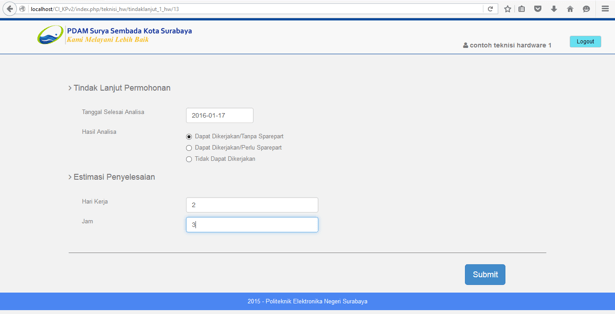 localhost/CI_KPv2/index.php/teknisi_hw/tindaklanjut_1_hw/13
PDAM Surya Sembada Kota Surabaya
Kami Melayani Lebih Baik
contoh teknisi hardware 1
Logout
> Tindak Lanjut Permohonan
Tanggal Selesai Analisa
2016-01-17
Hasil Analisa
Dapat Dikerjakan/Tanpa Sparepart
Dapat Dikerjakan/Perlu Sparepart
Tidak Dapat Dikerjakan
> Estimasi Penyelesaian
Hari Kerja
2
Jam
3
Submit
2015 - Politeknik Elektronika Negeri Surabaya